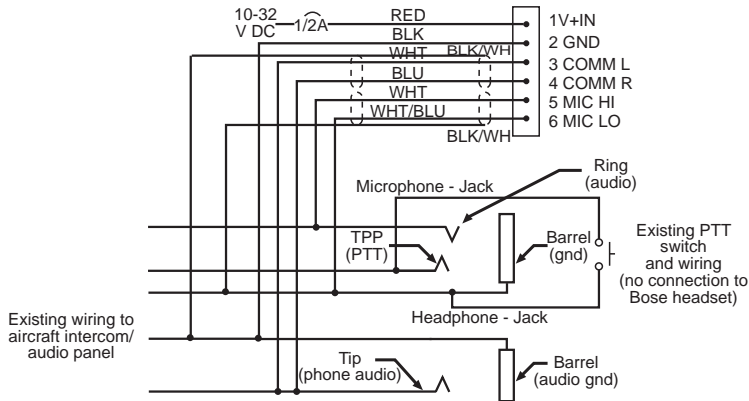 10-32
V DC
1/2A
RED
BLK
BLK/WH
WHT
BLU
WHT
WHT/BLU
BLK/WH
1V+IN
2 GND
3 COMM L
4 COMM R
5 MIC HI
6 MIC LO
Ring
(audio)
Microphone - Jack
TPP
(PTT)
Barrel
(gnd)
Existing PTT
switch
and wiring
(no connection to
Bose headset)
Headphone - Jack
Existing wiring to
aircraft intercom/
audio panel
Tip
(phone audio)
Barrel
(audio gnd)